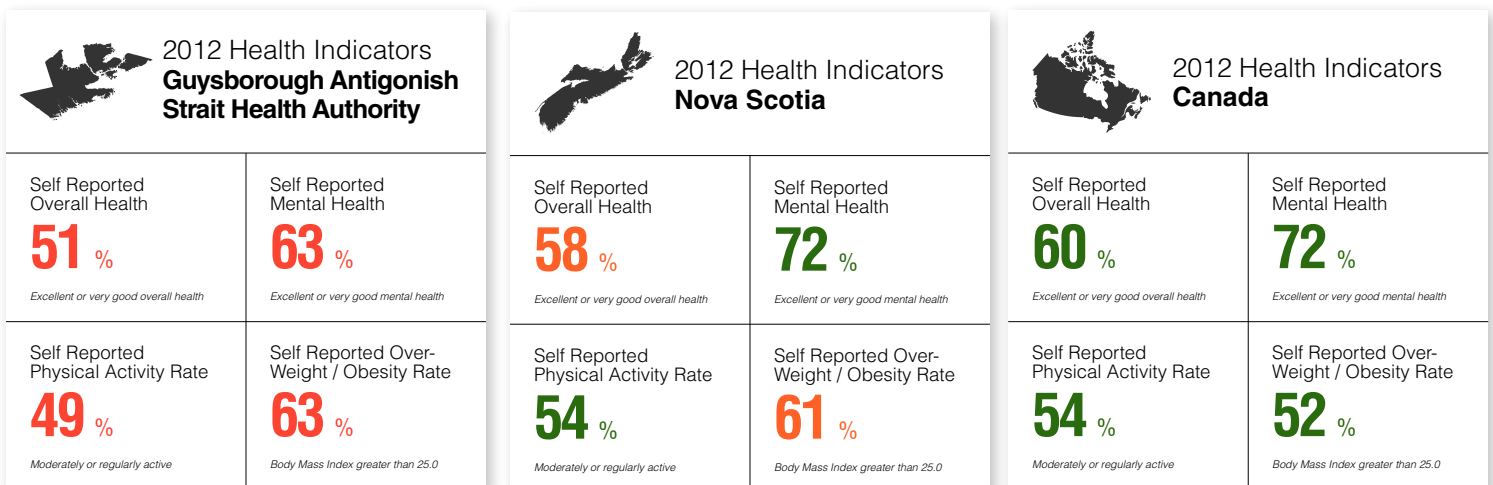 2012 Health Indicators
Guysborough Antigonish
Strait Health Authority
Self Reported
Overall Health
51 %
Excellent or very good overall health
Self Reported
Mental Health
63 %
Excellent or very good mental health
Self Reported
Physical Activity Rate
49 %
Moderately or regularly active
Self Reported Over-
Weight / Obesity Rate
63 %
Body Mass Index greater than 25.0
2012 Health Indicators
Nova Scotia
Self Reported
Overall Health
58 %
Excellent or very good overall health
Self Reported
Mental Health
72 %
Excellent or very good mental health
Self Reported
Physical Activity Rate
54 %
Moderately or regularly active
Self Reported Over-
Weight / Obesity Rate
61 %
Body Mass Index greater than 25.0
2012 Health Indicators
Canada
Self Reported
Overall Health
60 %
Excellent or very good overall health
Self Reported
Mental Health
72 %
Excellent or very good mental health
Self Reported
Physical Activity Rate
54 %
Moderately or regularly active
Self Reported Over-
Weight / Obesity Rate
52 %
Body Mass Index greater than 25.0